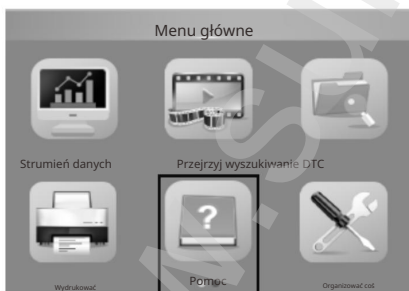 Menu główne
Strumień danych
Przejrzyj wyszukiwanie DTC
?
Wydrukować
Pomoc
Organizować coś